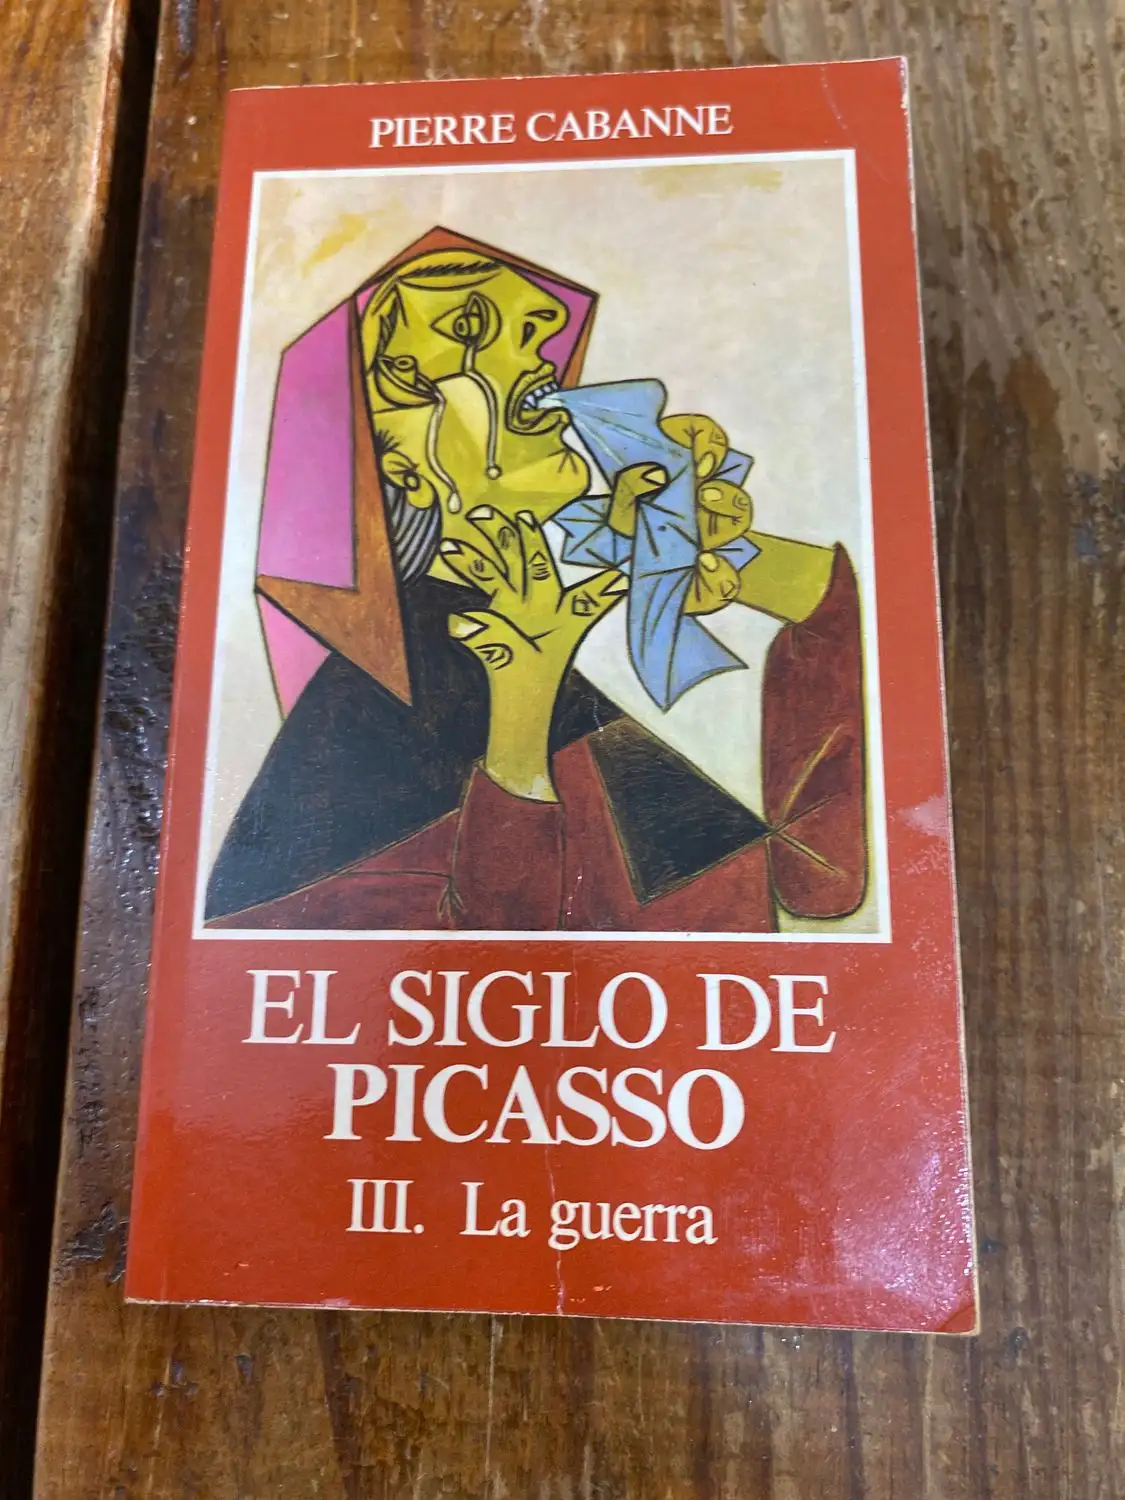 PIERRE CABANNE
EL SIGLO DE
PICASSO
III. La guerra